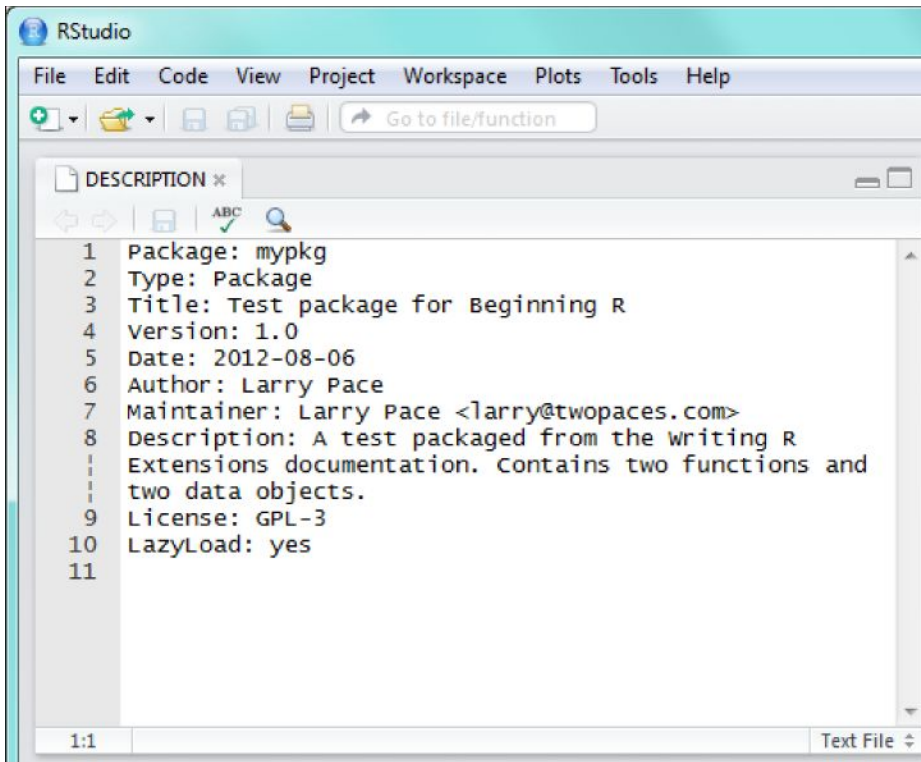 RStudio
File Edit Code View Project Workspace Plots Tools Help
Go to file/function
DESCRIPTION
ABC
1 Package: mypkg
2 Type: Package
3 Title: Test package for Beginning R
4 Version: 1.0
5 Date: 2012-08-06
6 Author: Larry Pace
7 Maintainer: Larry Pace <larry@twopaces.com>
8 Description: A test packaged from the Writing R
Extensions documentation. Contains two functions and
two data objects.
9 License: GPL-3
10 LazyLoad: yes
11
1:1 Text File